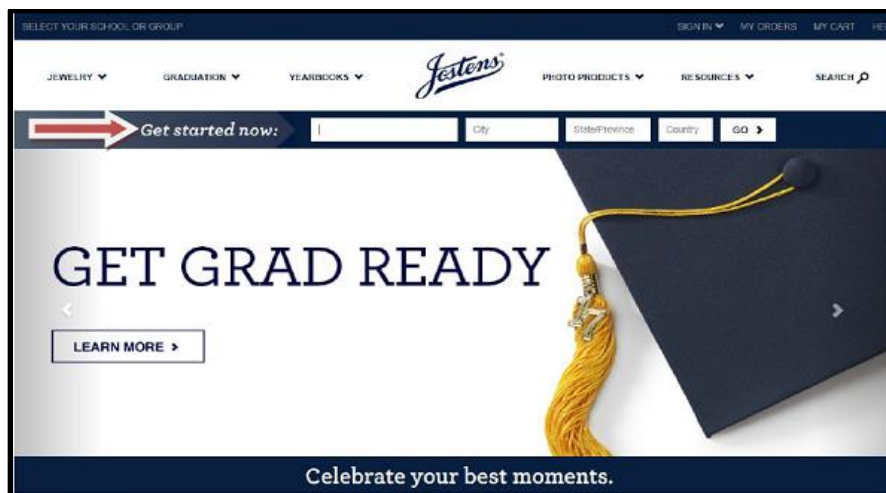 SELECT YOUR SCHOOL OR GROUP SIGN IN MY ORDERS MY CART
JEWELRY GRADUATION YEARBOOKS Jostens PHOTO PRODUCTS RESOURCES SEARCH
Get started now: City State/Province Country GO
GET GRAD READY
17
LEARN MORE
Celebrate your best moments.